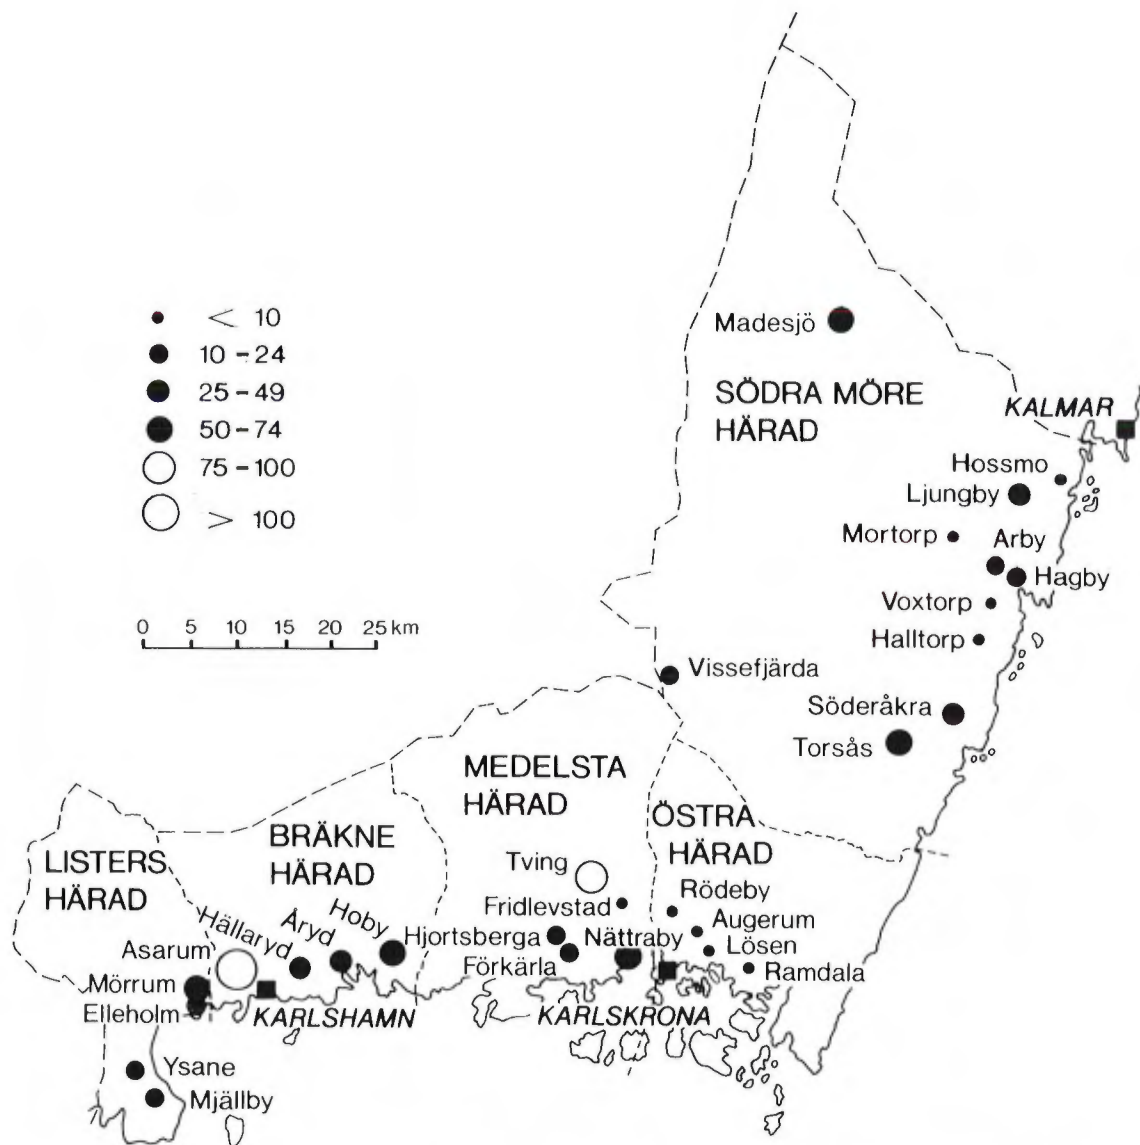 < 10
10 - 24
25 - 49
50 - 74
75 - 100
> 100
0 5 10 15 20 25 km
Madesjö
SÖDRA MÖRE
HÄRAD
KALMAR
Hossmo
Ljungby
Mortorp
Arby
Hagby
Voxtorp
Halltorp
Vissefjärda
Söderåkra
Torsås
MEDELSTA
HÄRAD
ÖSTRA
HÄRAD
BRÄKNE
HÄRAD
LISTERS
HÄRAD
Tving
Fridlevstad
Rödeby
Augerum
Lösen
Ramdala
Hjortsberga
Nättraby
Förkärla
Hoby
Åryd
Hällaryd
Asarum
Mörrum
Elleholm
KARLSHAMN
KARLSKRONA
Ysane
Mjällby